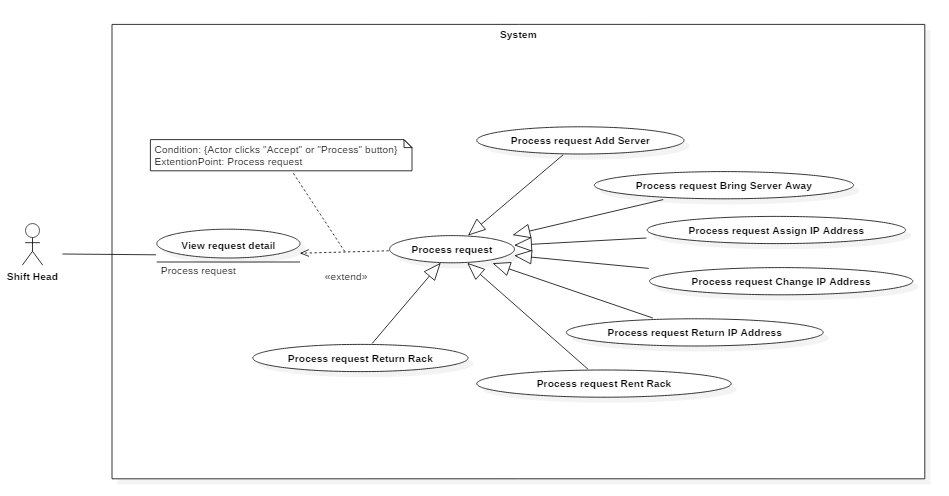 System
Condition: {Actor clicks "Accept" or "Process" button}
ExtentionPoint: Process request
Process request Add Server
Process request Bring Server Away
Process request Assign IP Address
View request detail
Process request
Process request
«extend»
Shift Head
Process request Change IP Address
Process request Return IP Address
Process request Return Rack
Process request Rent Rack